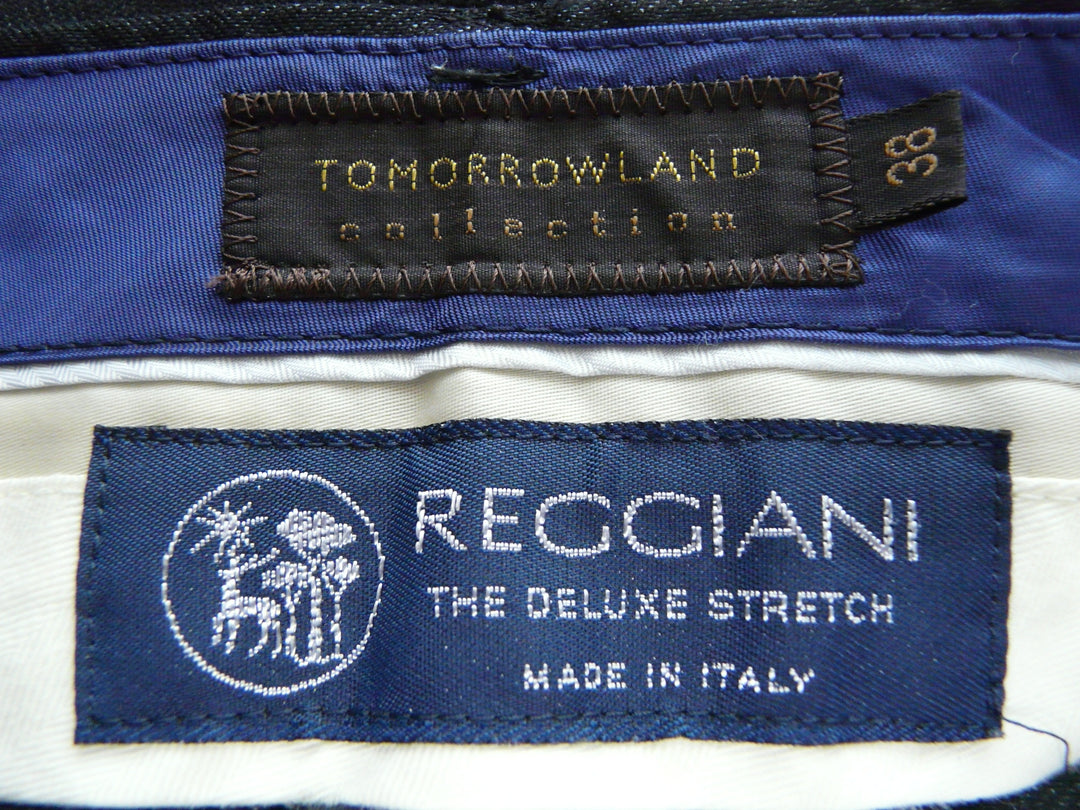 TOMORROWLAND
collection
38
REGGIANI
THE DELUXE STRETCH
MADE IN ITALY